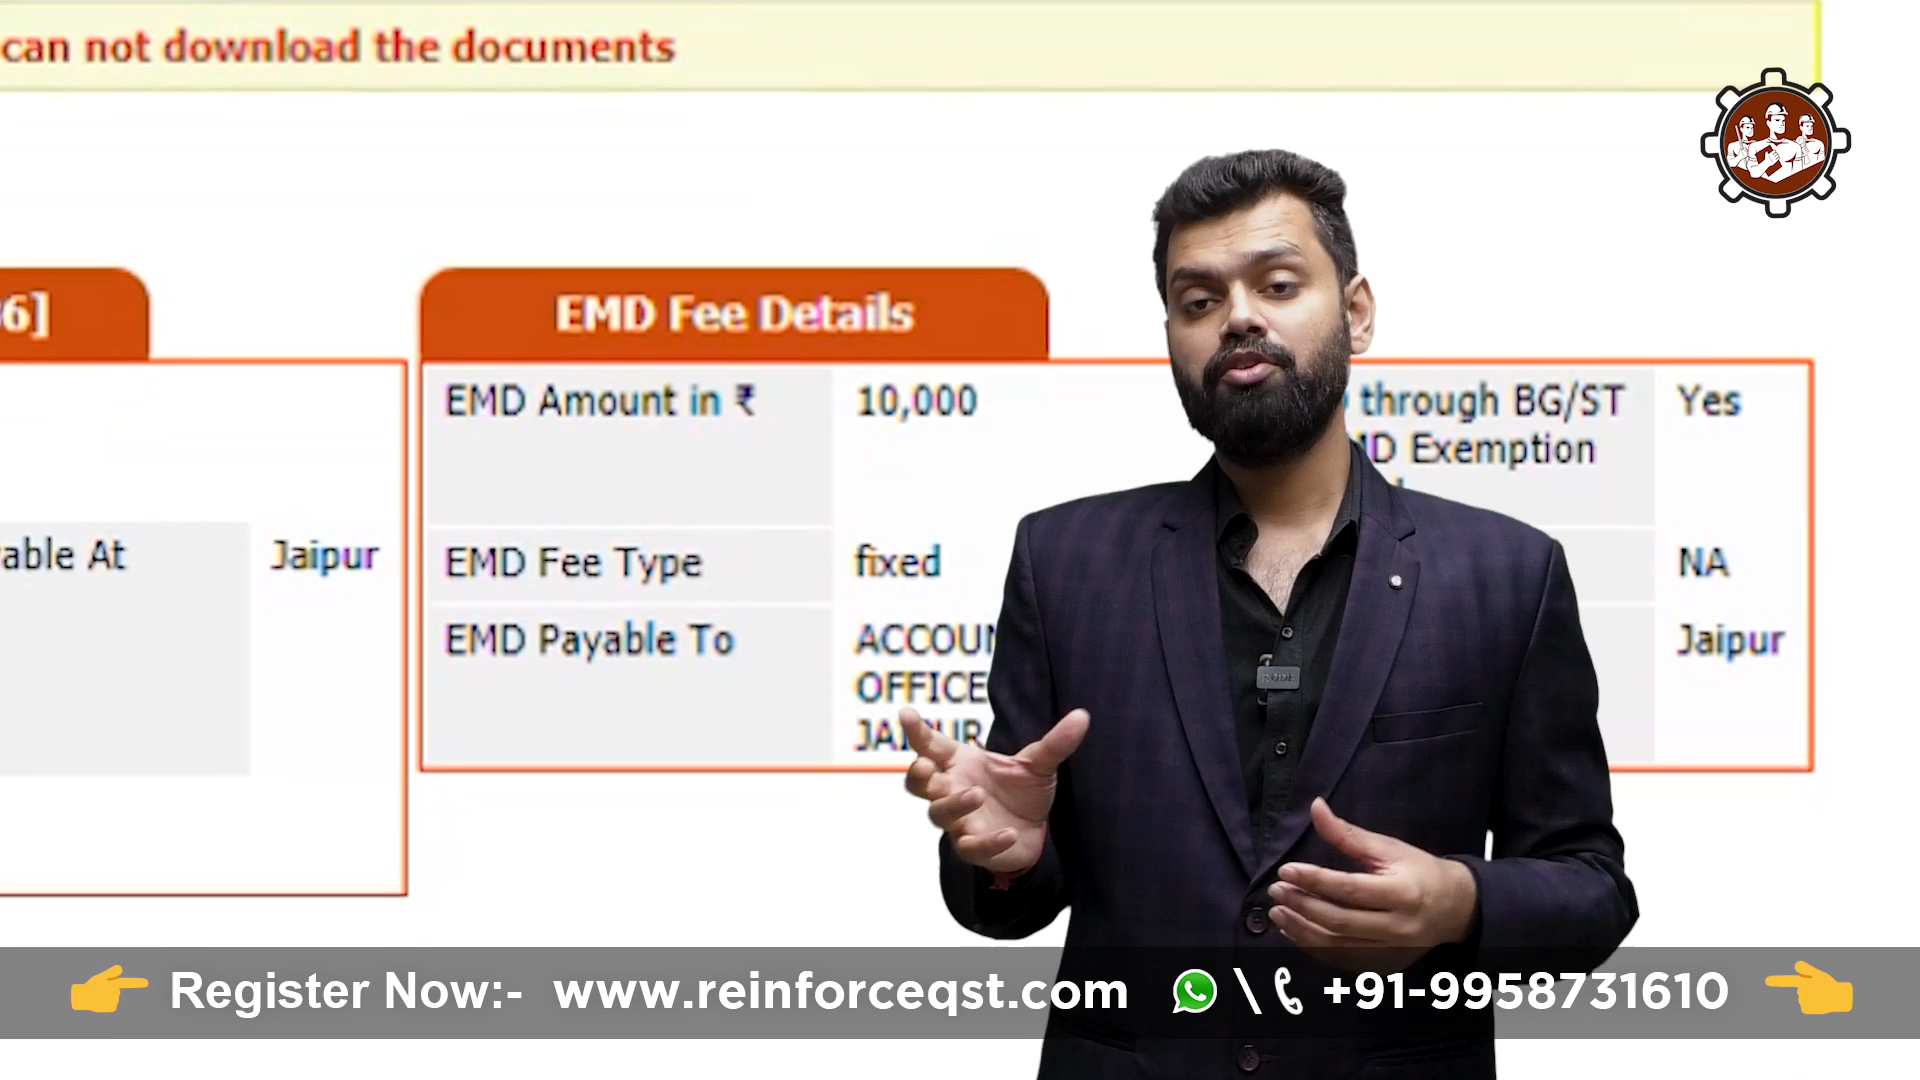 can not download the documents
6]
EMD Fee Details
EMD Amount in ₹ 10,000 through BG/ST Yes
Exemption
able At Jaipur
EMD Fee Type fixed NA
EMD Payable To Jaipur
JAIPUR
Register Now:- www.reinforceqst.com \ +91-9958731610